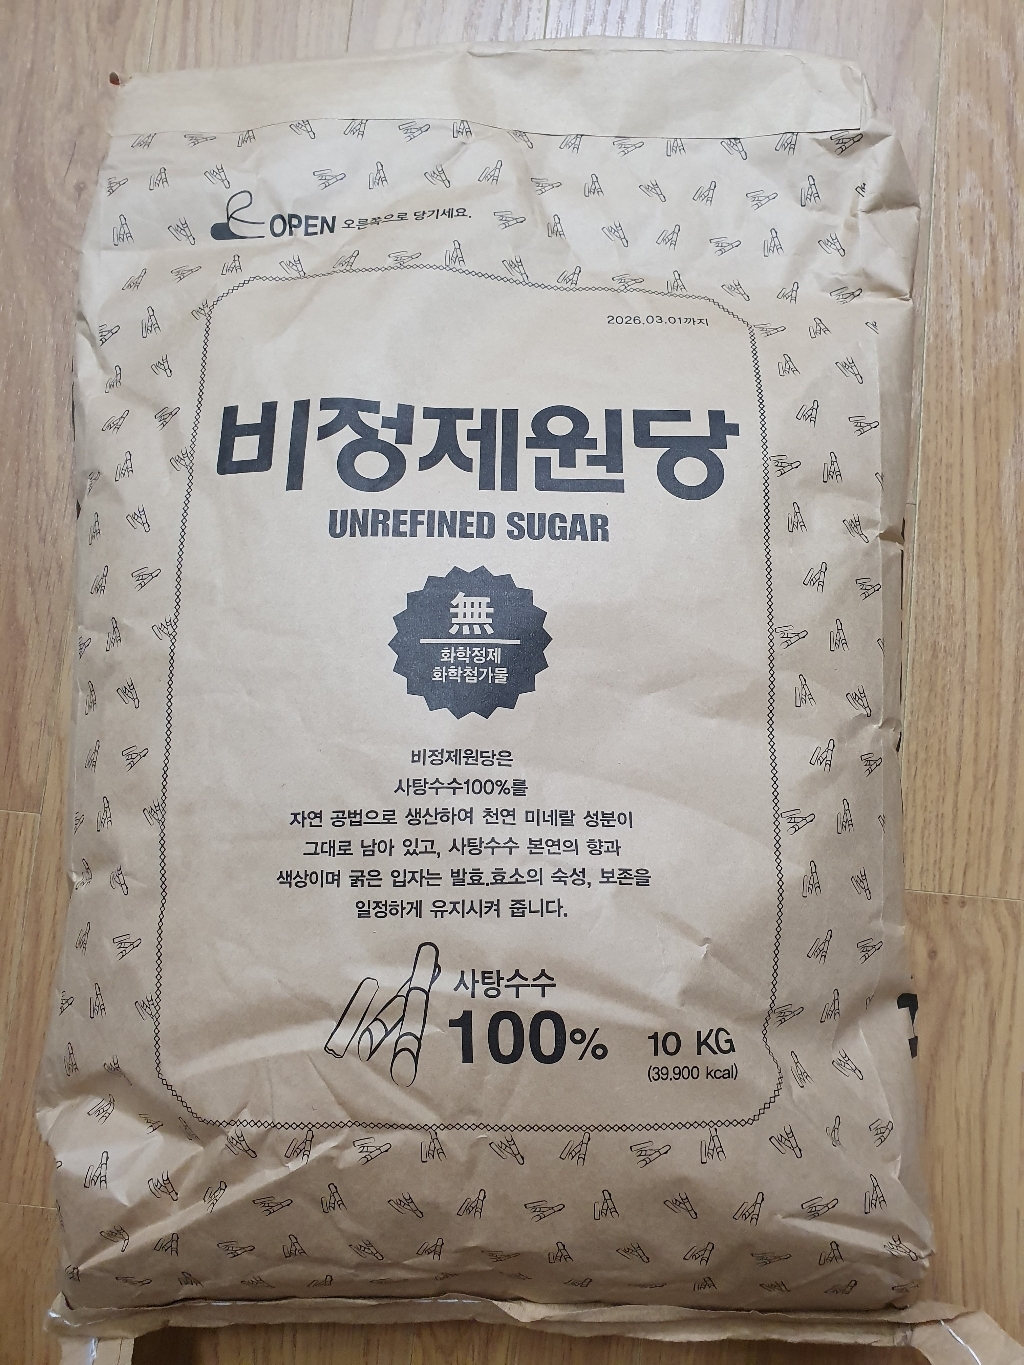 OPEN 오른쪽으로 당기세요.
2026.03.01까지
비정제원당
UNREFINED SUGAR
無
화학정제
화학첨가물
비정제원당은
사탕수수100%를
자연 공법으로 생산하여 천연 미네랄 성분이
그대로 남아 있고, 사탕수수 본연의 향과
색상이며 굵은 입자는 발효.효소의 숙성, 보존을
일정하게 유지시켜 줍니다.
사탕수수
100%
10 KG
(39,900 kcal)